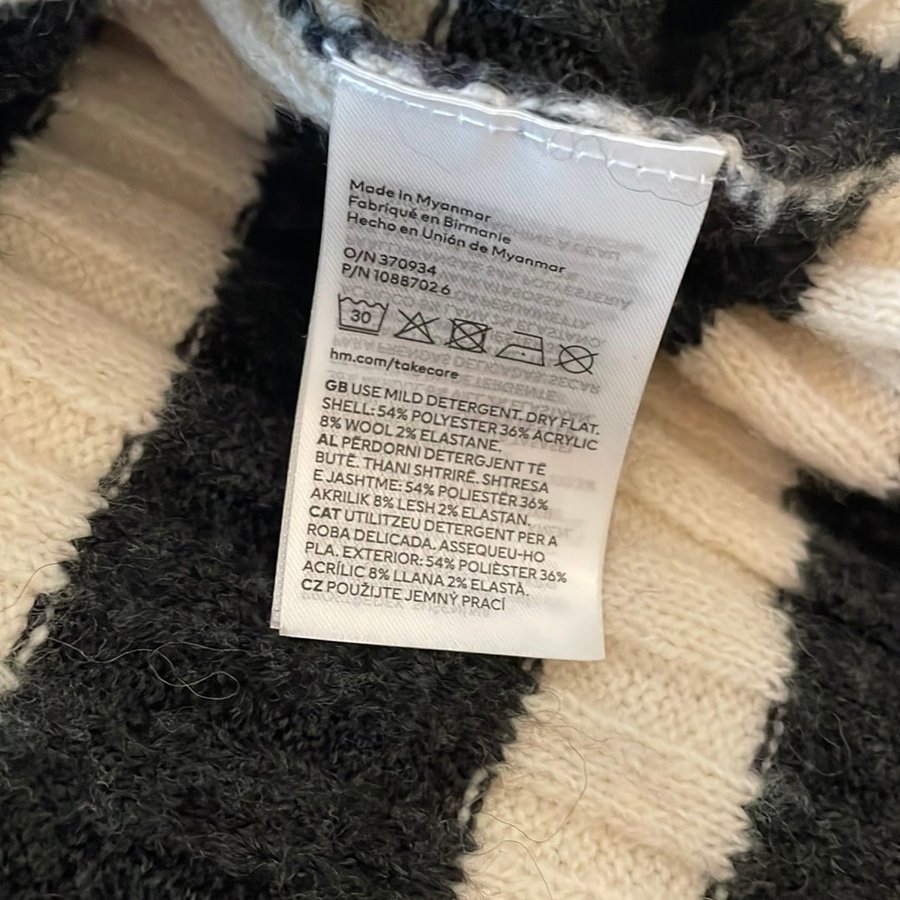 Made in Myanmar
Fabriqué en Birmanie
Hecho en Unión de Myanmar
O/N 370934
P/N 1088702 6
30
hm.com/takecare
GB USE MILD DETERGENT. DRY FLAT.
SHELL: 54% POLYESTER 36% ACRYLIC
8% WOOL 2% ELASTANE.
AL PËRDORNI DETERGJENT TË
BUTË. THANI SHTRIRË. SHTRESA
E JASHTME: 54% POLIESTËR 36%
AKRILIK 8% LESH 2% ELASTAN.
CAT UTILITZEU DETERGENT PER A
ROBA DELICADA. ASSEQUEU-HO
PLA. EXTERIOR: 54% POLIÈSTER 36%
ACRÍLIC 8% LLANA 2% ELASTÀ.
CZ POUŽIJTE JEMNÝ PRACÍ